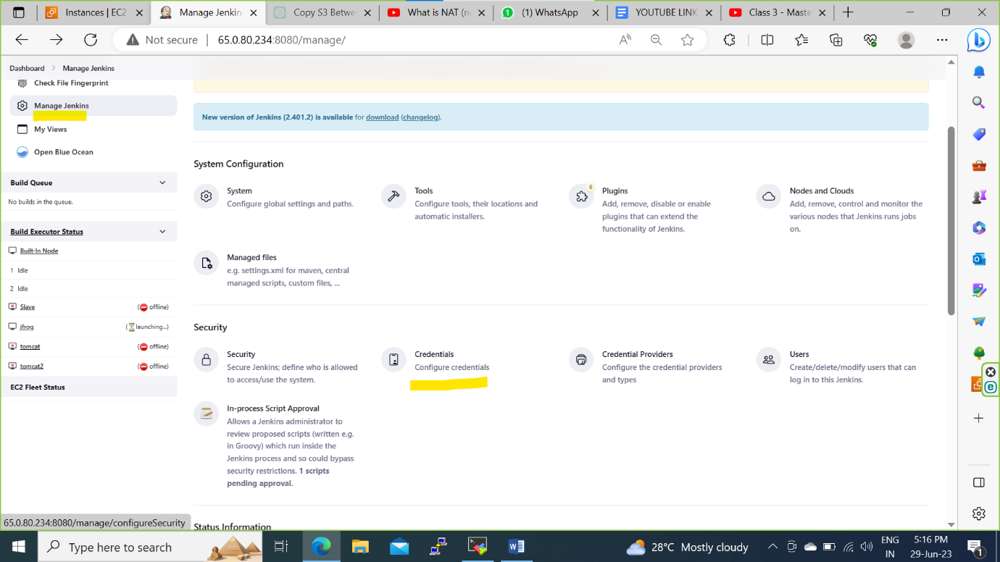 Instances | EC2
Manage Jenkin
Copy S3 Betwe
What is NAT (n
(1) WhatsApp
YOUTUBE LINK
Class 3 - Maste
Not secure
65.0.80.234:8080/manage/
Dashboard
Manage Jenkins
Check File Fingerprint
Manage Jenkins
My Views
Open Blue Ocean
Build Queue
No builds in the queue.
Build Executor Status
Built-In Node
1 Idle
2 Idle
Slave
(offline)
jfrog
(launching...)
tomcat
(offline)
tomcat2
(offline)
EC2 Fleet Status
New version of Jenkins (2.401.2) is available for download (changelog).
System Configuration
System
Configure global settings and paths.
Tools
Configure tools, their locations and
automatic installers.
6
Plugins
Add, remove, disable or enable
plugins that can extend the
functionality of Jenkins.
Nodes and Clouds
Add, remove, control and monitor the
various nodes that Jenkins runs jobs
on.
Managed files
e.g. settings.xml for maven, central
managed scripts, custom files, ...
Security
Security
Secure Jenkins; define who is allowed
to access/use the system.
Credentials
Configure credentials
Credential Providers
Configure the credential providers
and types
Users
Create/delete/modify users that can
log in to this Jenkins.
In-process Script Approval
Allows a Jenkins administrator to
review proposed scripts (written e.g.
in Groovy) which run inside the
Jenkins process and so could bypass
security restrictions. 1 scripts
pending approval.
Status Information
65.0.80.234:8080/manage/configureSecurity
Type here to search
28°C Mostly cloudy
ENG
IN
5:16 PM
29-Jun-23
1